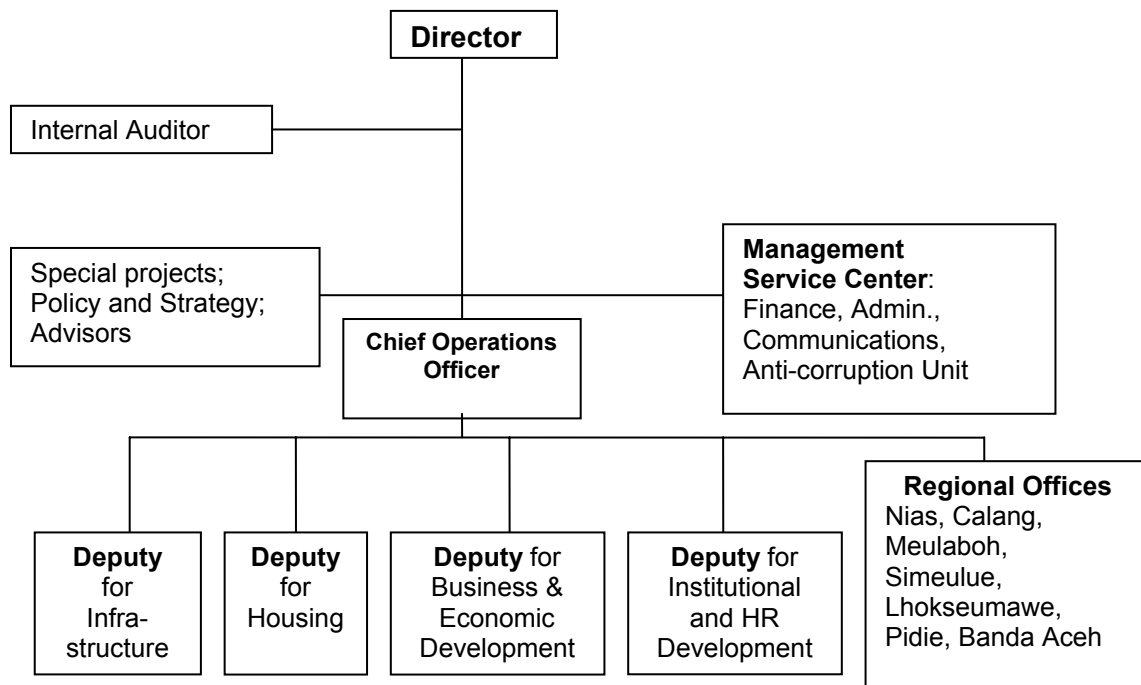 Director
Internal Auditor
Special projects;
Policy and Strategy;
Advisors
Management
Service Center:
Finance, Admin.,
Communications,
Anti-corruption Unit
Chief Operations
Officer
Deputy
for
Infra-
structure
Deputy
for
Housing
Deputy for
Business &
Economic
Development
Deputy for
Institutional
and HR
Development
Regional Offices
Nias, Calang,
Meulaboh,
Simeulue,
Lhokseumawe,
Pidie, Banda Aceh